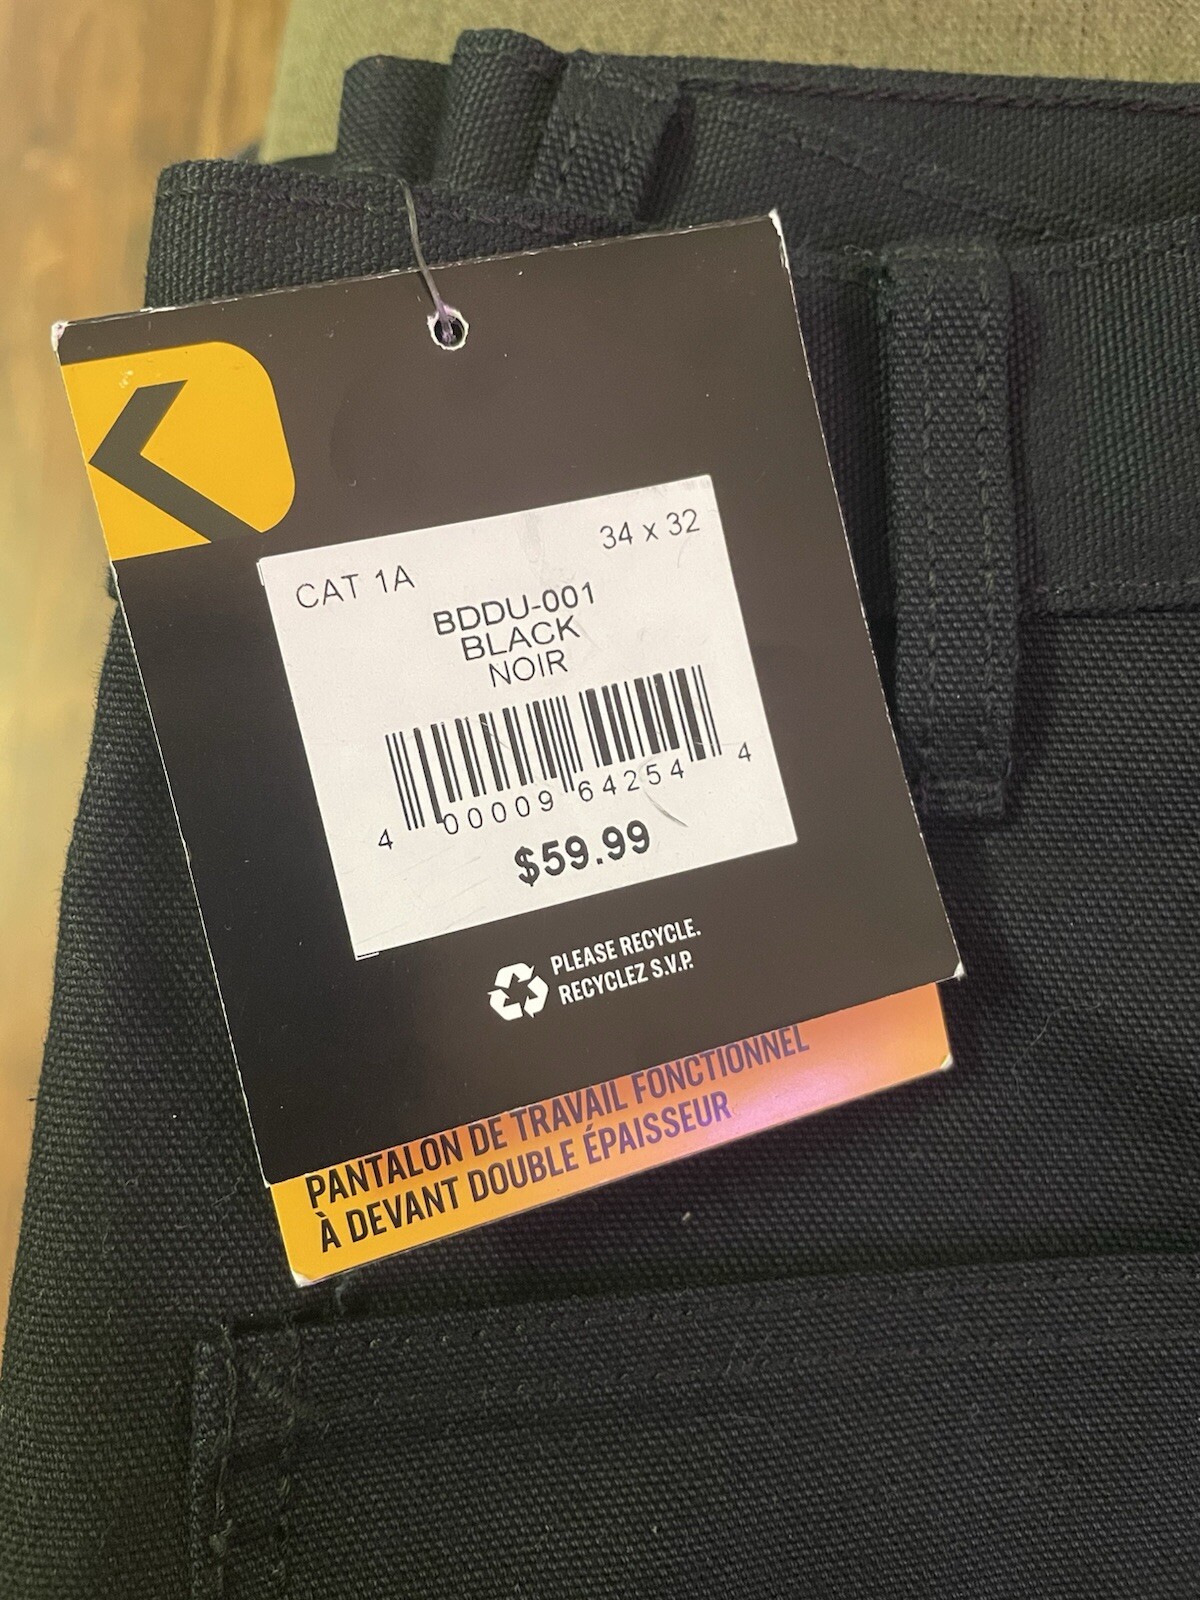 34 x 32
CAT 1A
BDDU-001
BLACK
NOIR
4 00009 64254 4
$59.99
PLEASE RECYCLE.
RECYCLEZ S.V.P.
PANTALON DE TRAVAIL FONCTIONNEL
À DEVANT DOUBLE ÉPAISSEUR